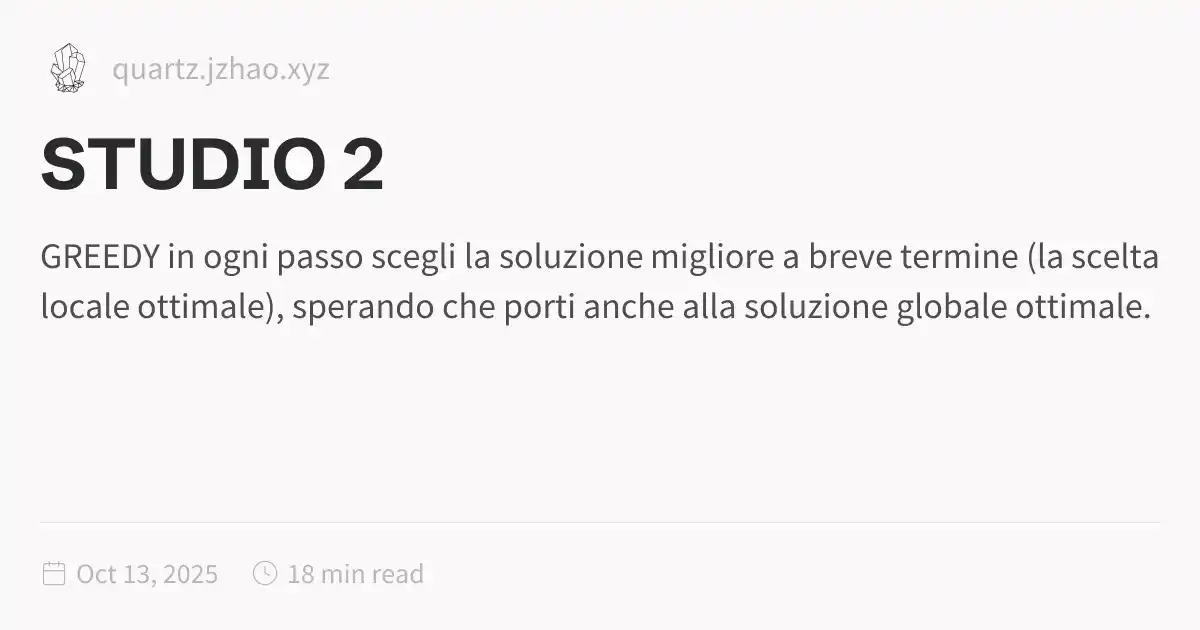 quartz.jzhao.xyz
STUDIO 2
GREEDY in ogni passo scegli la soluzione migliore a breve termine (la scelta
locale ottimale), sperando che porti anche alla soluzione globale ottimale.
Oct 13, 2025 18 min read